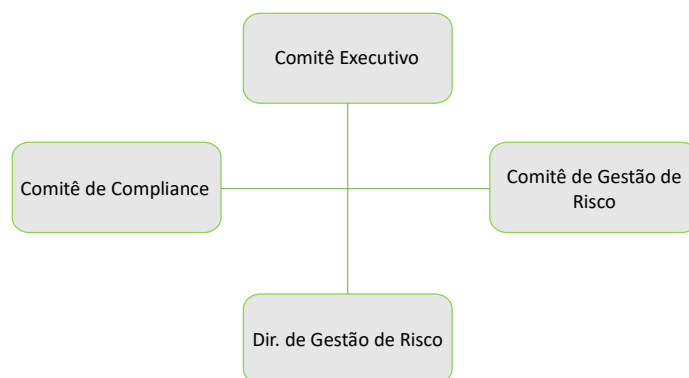 Comitê Executivo
Comitê de Compliance
Comitê de Gestão de
Risco
Dir. de Gestão de Risco